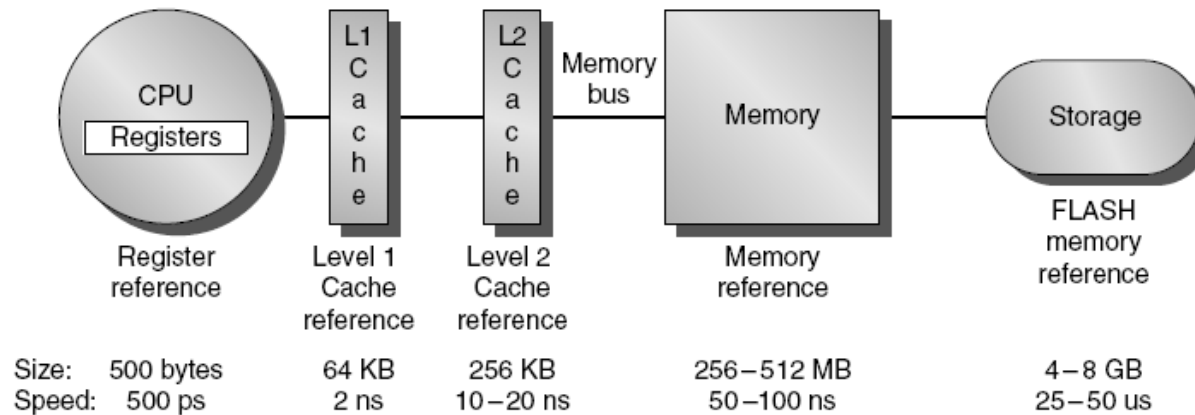 CPU
Registers
L1
C
a
c
h
e
L2
C
a
c
h
e
Memory
bus
Memory
Storage
Register
reference
Level 1
Cache
reference
Level 2
Cache
reference
Memory
reference
FLASH
memory
reference
Size: 500 bytes 64 KB 256 KB 256–512 MB 4–8 GB
Speed: 500 ps 2 ns 10–20 ns 50–100 ns 25–50 us